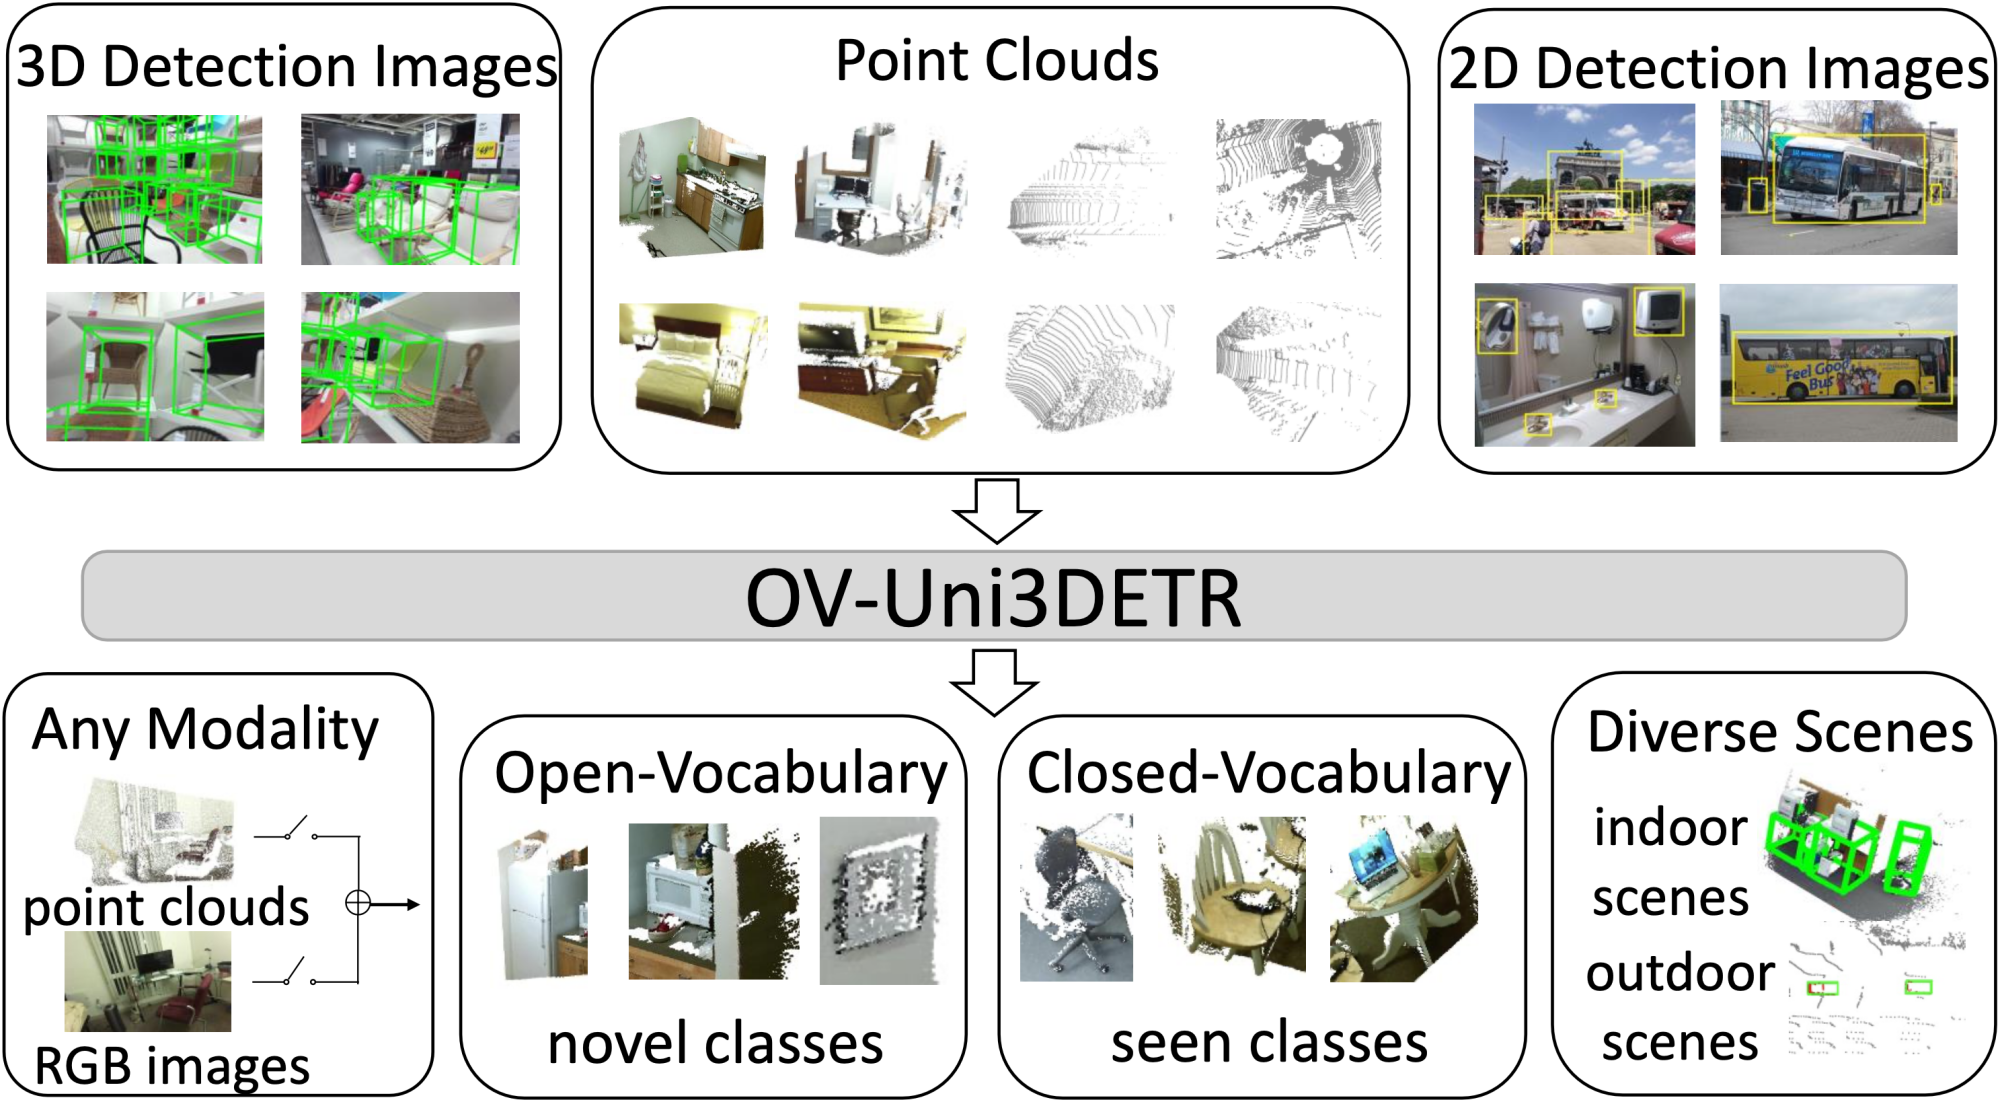 3D Detection Images
Point Clouds
2D Detection Images
Feel Good
Bus
OV-Uni3DETR
Any Modality
point clouds
RGB images
Open-Vocabulary
novel classes
Closed-Vocabulary
seen classes
Diverse Scenes
indoor
scenes
outdoor
scenes